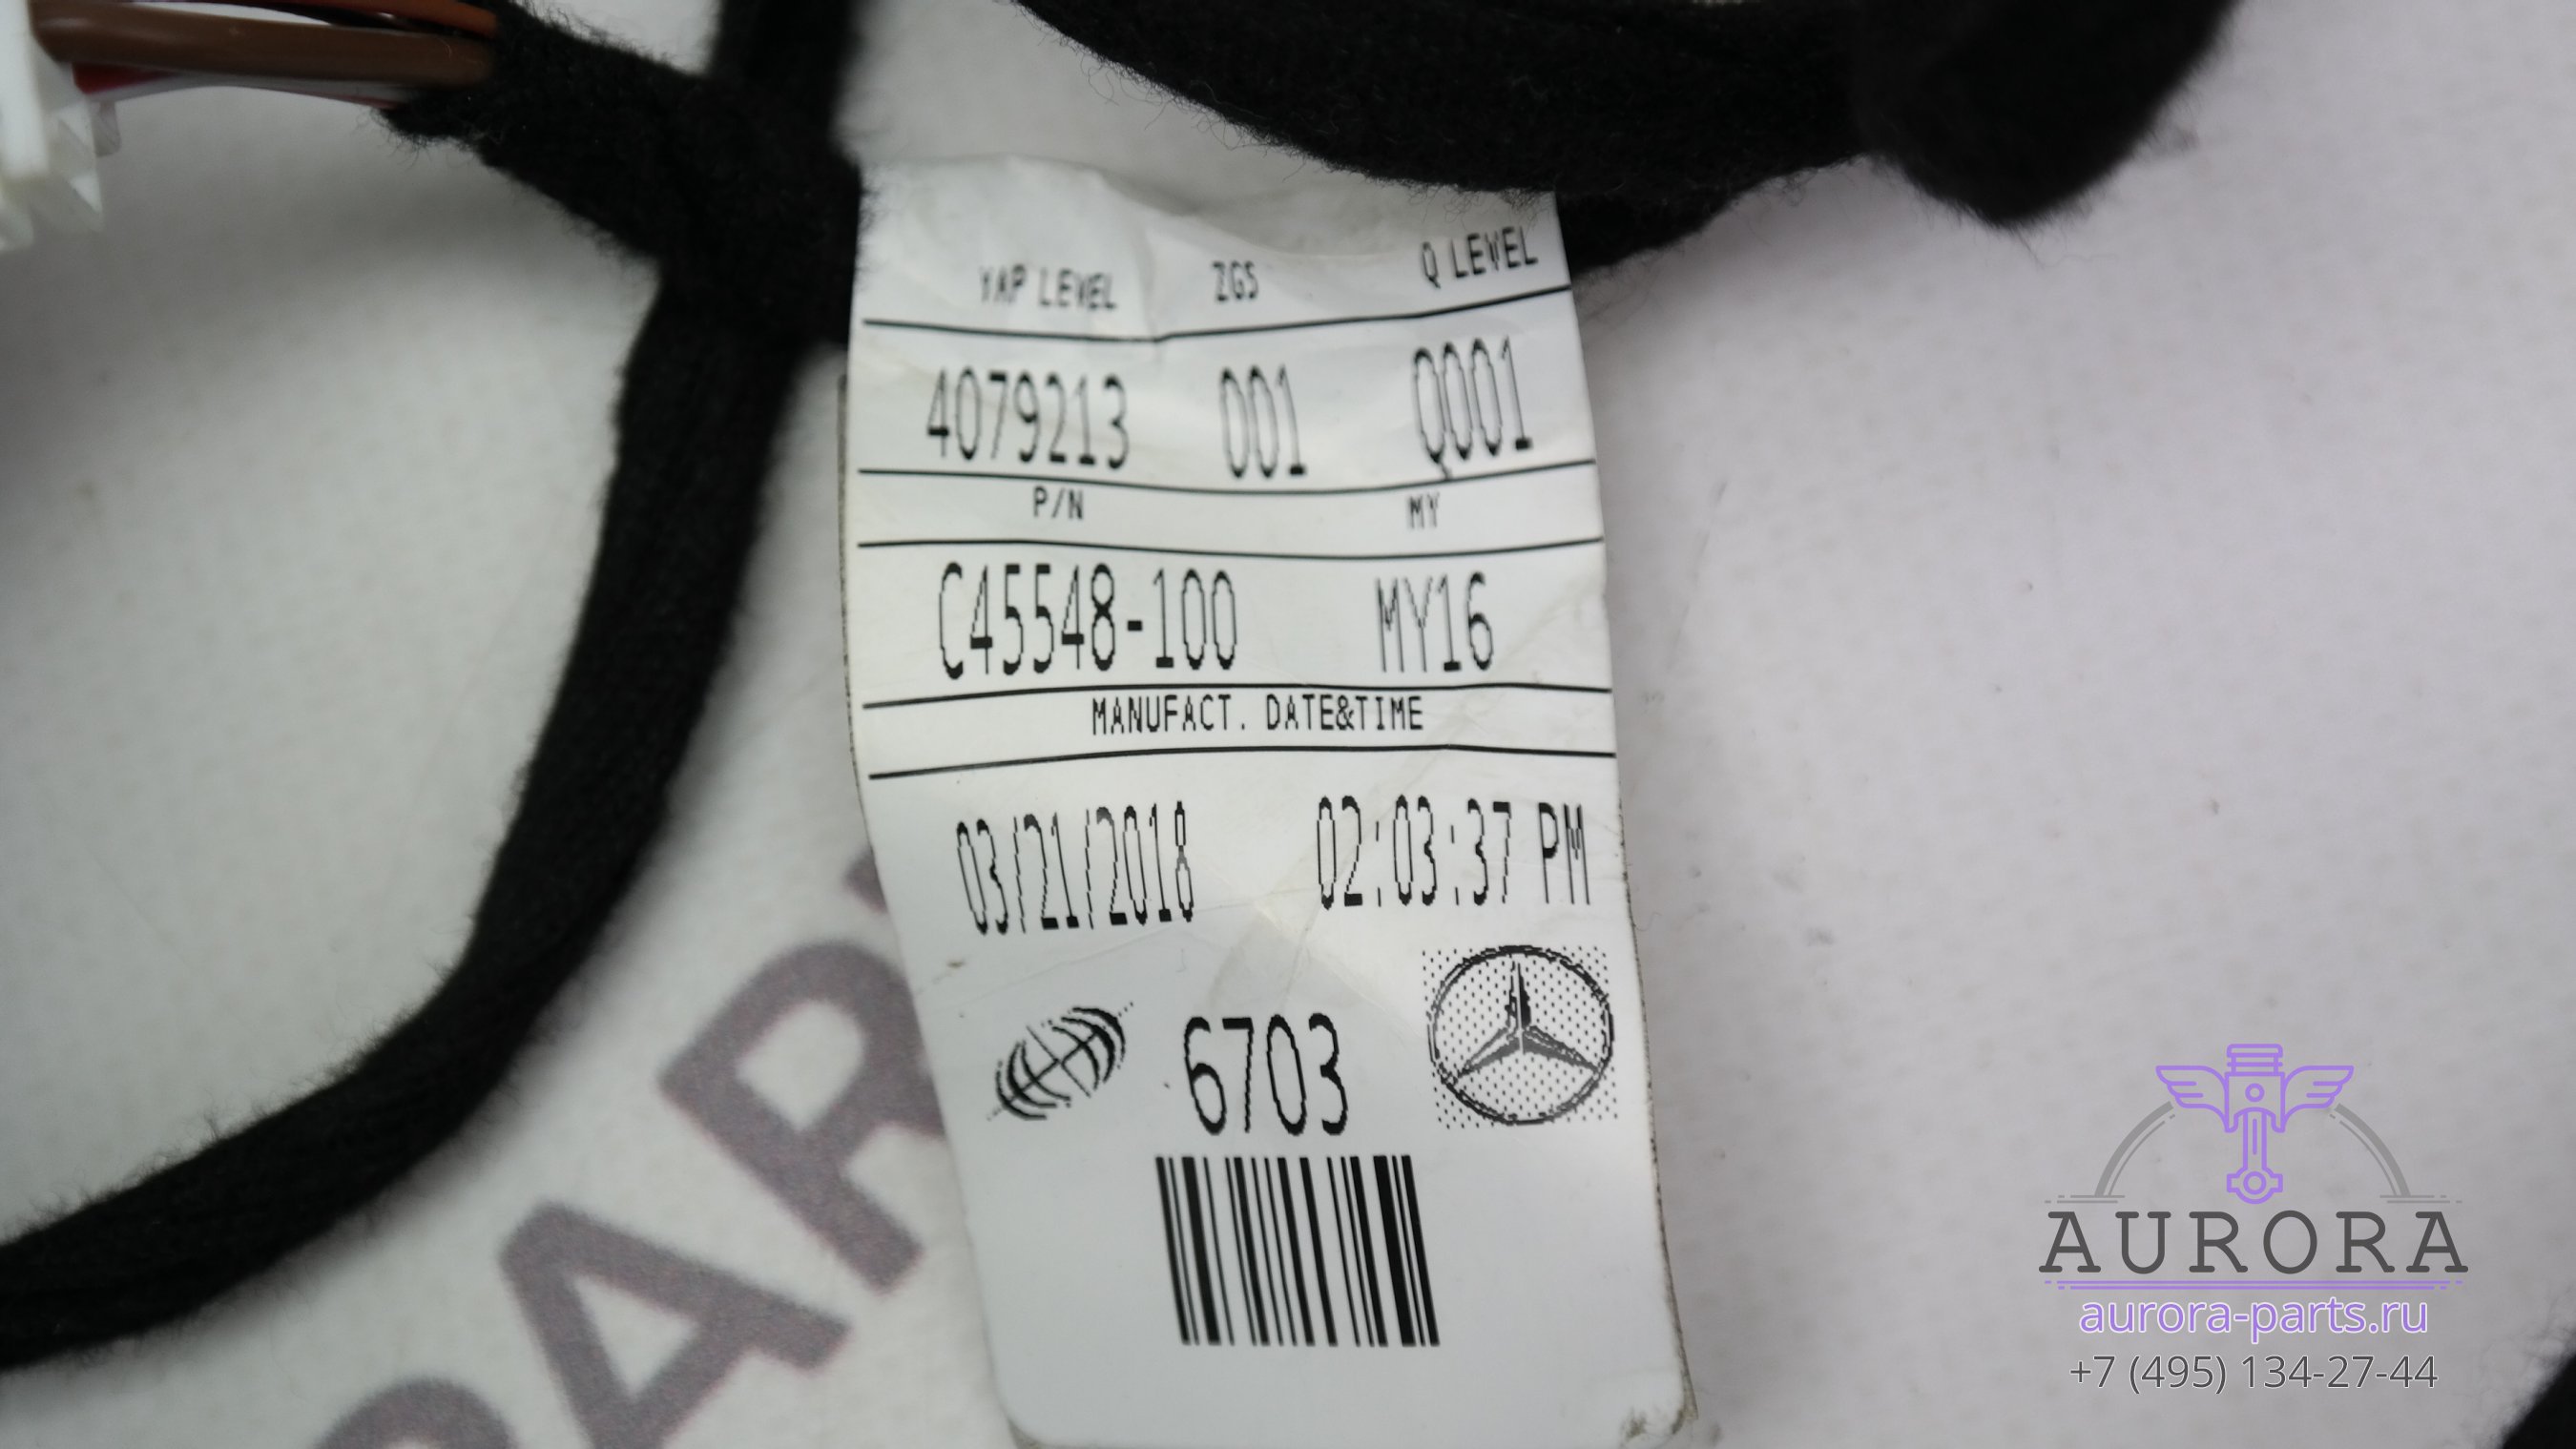 YAP LEVEL ZGS Q LEVEL
4079213 001 Q001
P/N MY
C45548-100 MY16
MANUFACT. DATE&TIME
03/21/2018 02:03:37 PM
6703
PAR
AURORA
aurora-parts.ru
+7 (495) 134-27-44